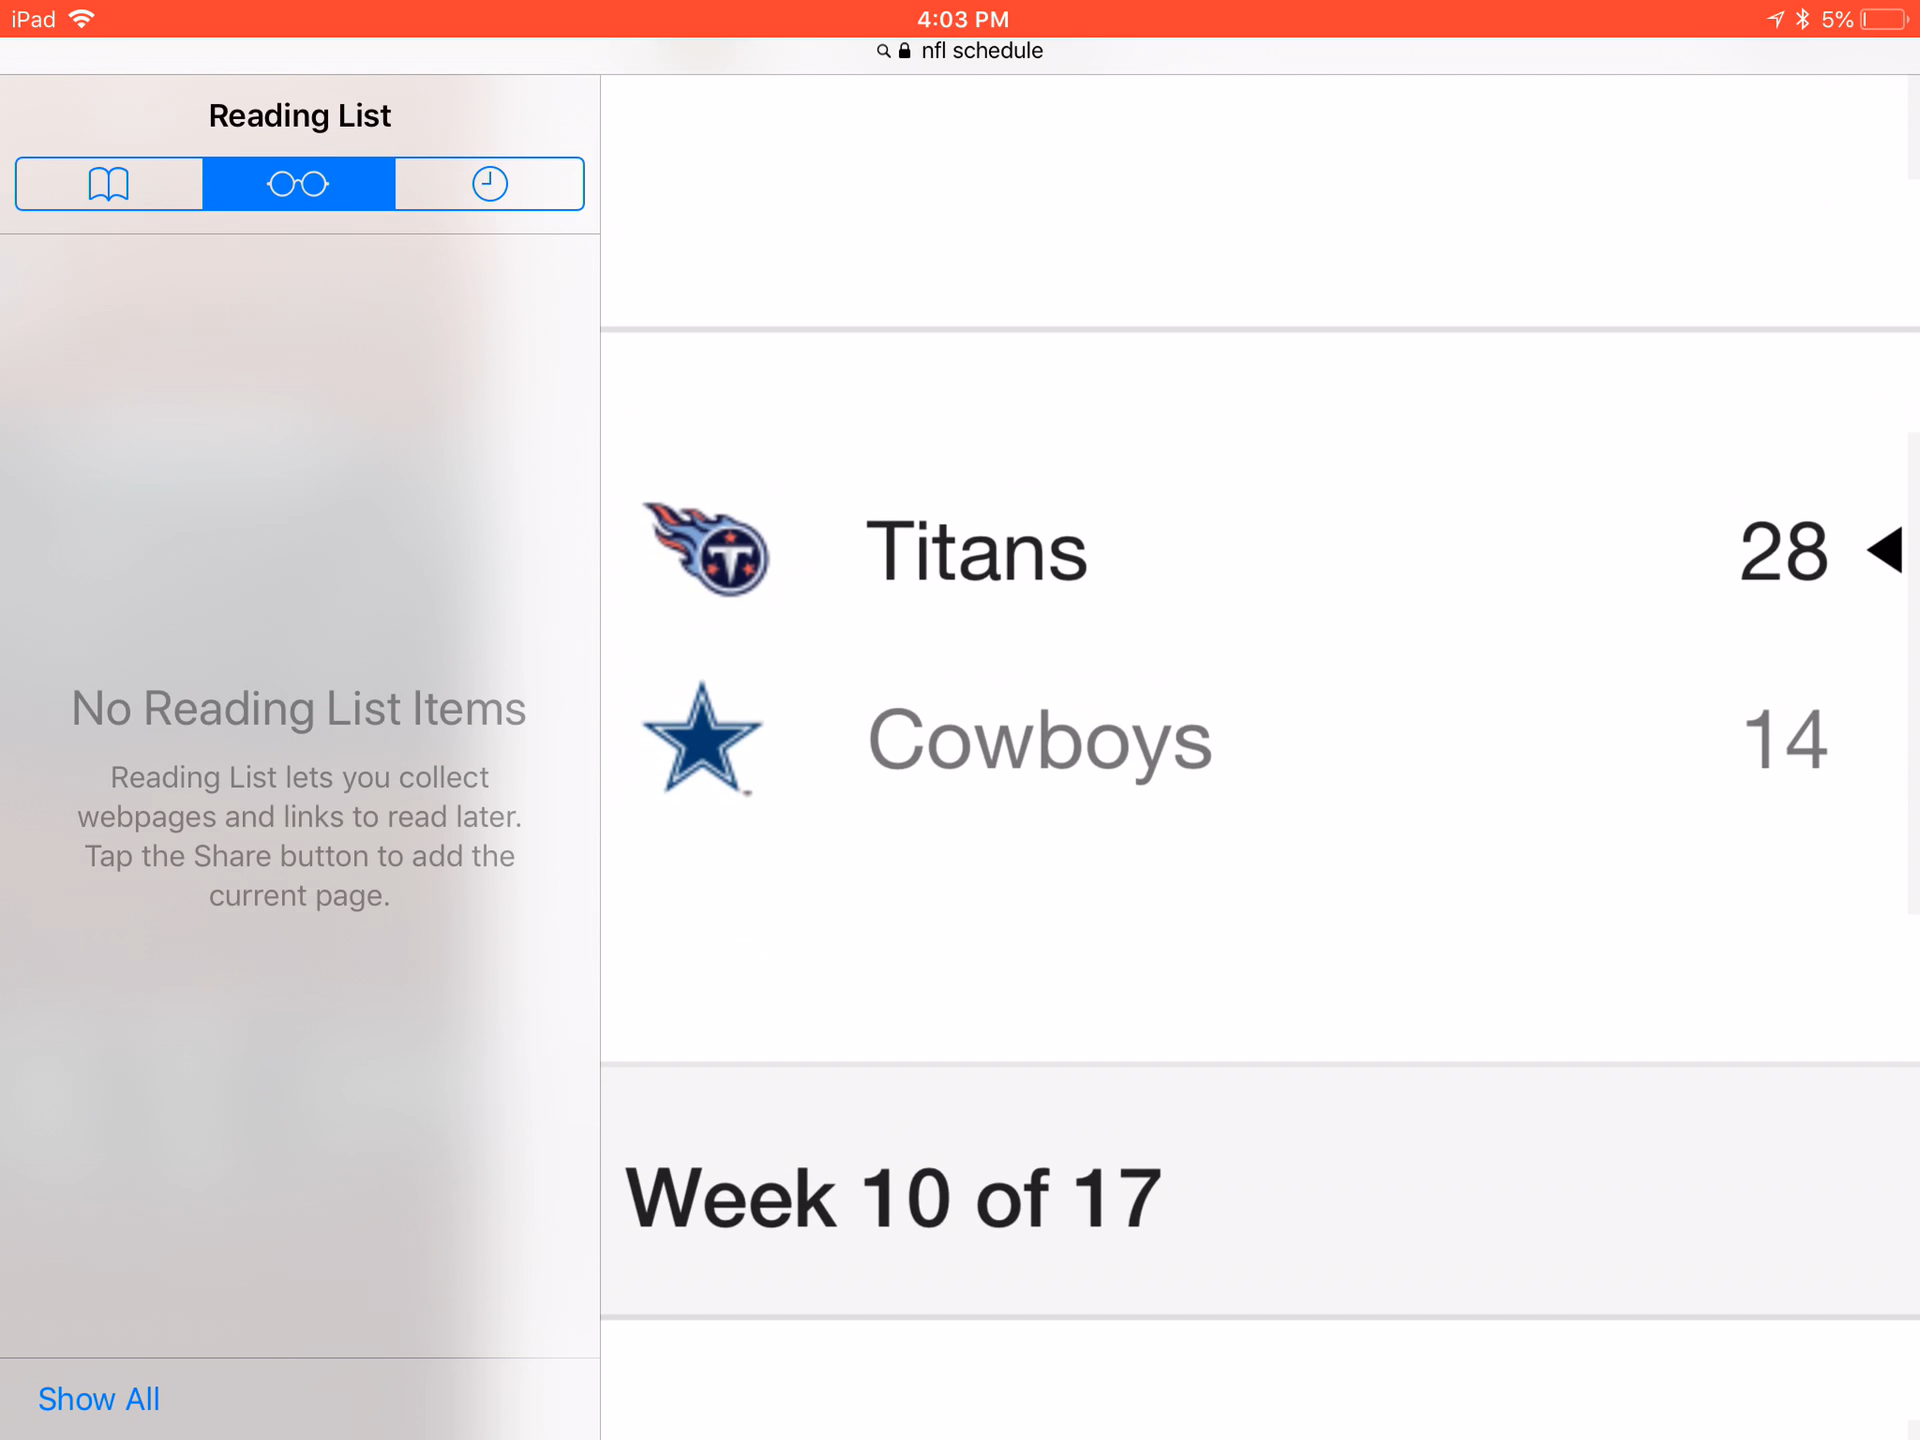 iPad 4:03 PM 5%
nfl schedule
Reading List
No Reading List Items
Reading List lets you collect
webpages and links to read later.
Tap the Share button to add the
current page.
Show All
Titans 28
Cowboys 14
Week 10 of 17